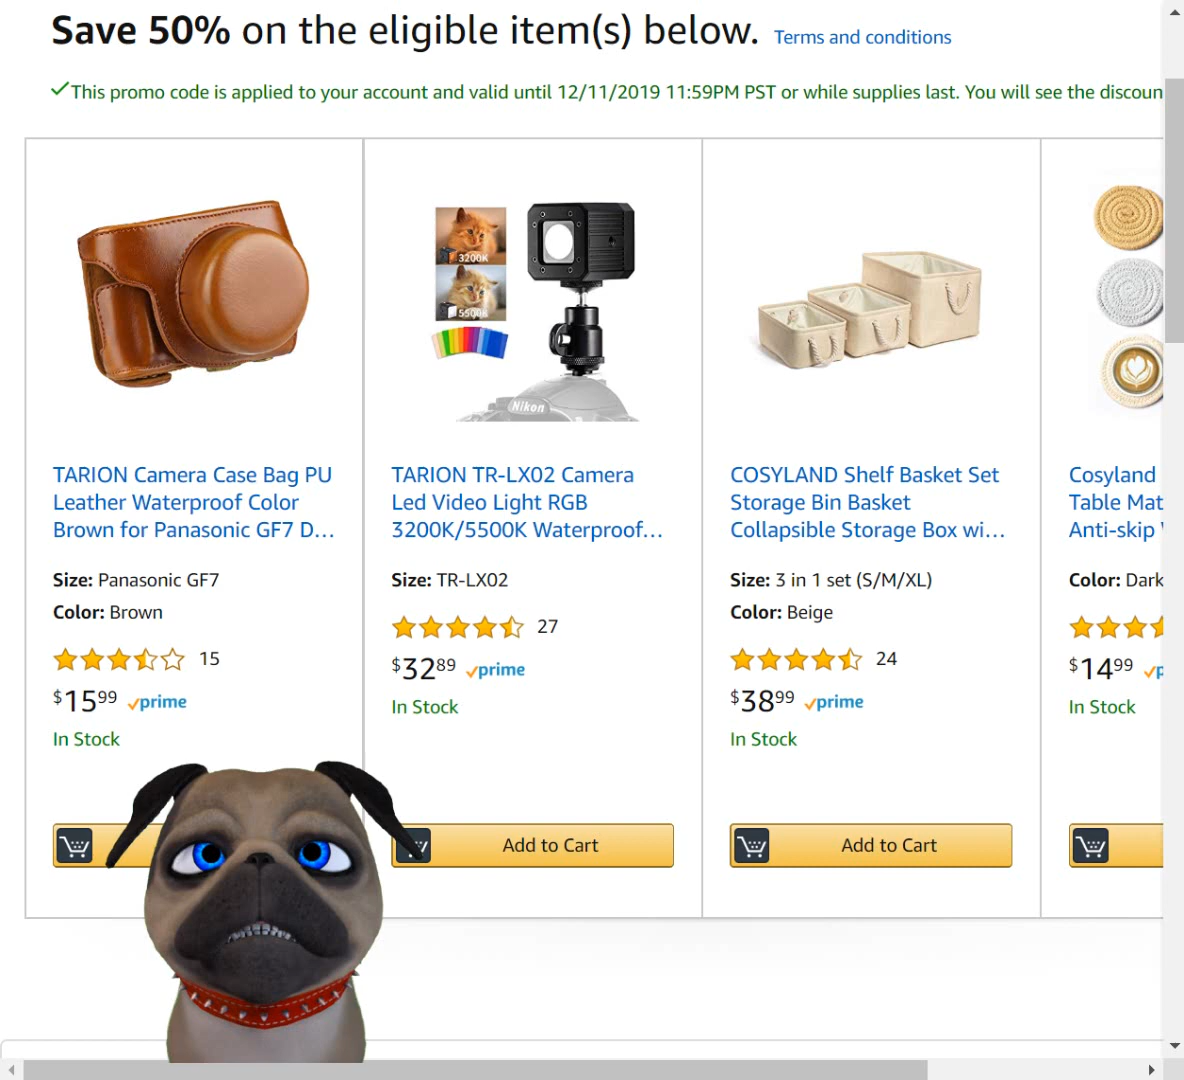 Save 50% on the eligible item(s) below. Terms and conditions
This promo code is applied to your account and valid until 12/11/2019 11:59PM PST or while supplies last. You will see the discoun
3200K
5500K
Nikon
TARION Camera Case Bag PU
Leather Waterproof Color
Brown for Panasonic GF7 D...
Size: Panasonic GF7
Color: Brown
15
$15 99 prime
In Stock
TARION TR-LX02 Camera
Led Video Light RGB
3200K/5500K Waterproof...
Size: TR-LX02
27
$32 89 prime
In Stock
Add to Cart
COSYLAND Shelf Basket Set
Storage Bin Basket
Collapsible Storage Box wi...
Size: 3 in 1 set (S/M/XL)
Color: Beige
24
$38 99 prime
In Stock
Add to Cart
Cosyland
Table Mat
Anti-skip
Color: Dark
$14 99 p
In Stock